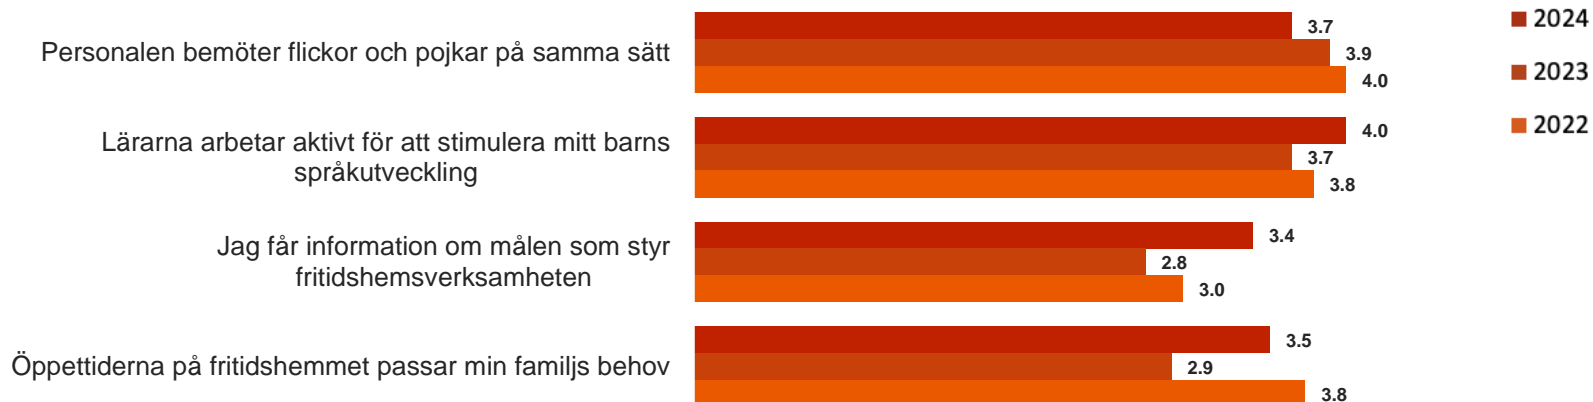 3.7
2024
Personalen bemöter flickor och pojkar på samma sätt
3.9
4.0
2023
4.0
2022
Lärarna arbetar aktivt för att stimulera mitt barns
språkutveckling
3.7
3.8
3.4
Jag får information om målen som styr
fritidshemsverksamheten
2.8
3.0
3.5
Öppettiderna på fritidshemmet passar min familjs behov
2.9
3.8